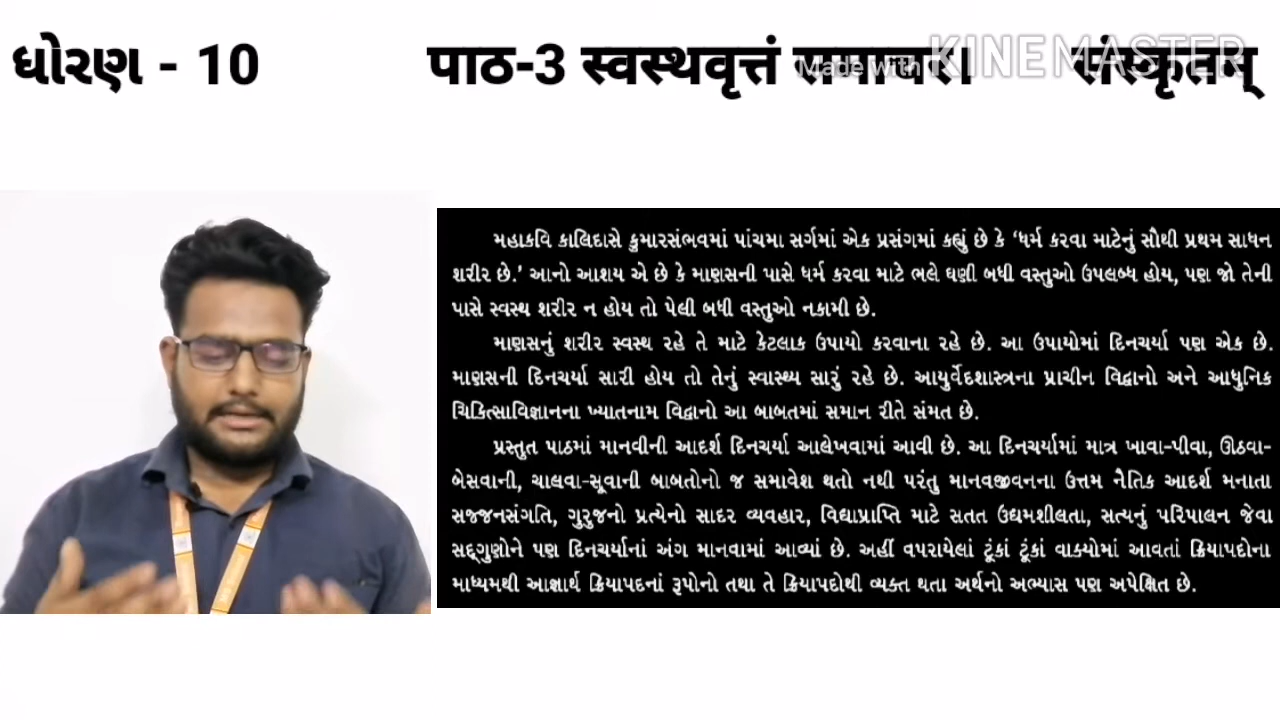 ધોરણ - 10 પાઠ-3 સ્વસ્થવૃત્તં સમાચર। संस्कृतम्
Made with KINEMASTER
મહાકવિ કાલિદાસે કુમારસંભવમાં પાંચમા સર્ગમાં એક પ્રસંગમાં કહ્યું છે કે ‘ધર્મ કરવા માટેનું સૌથી પ્રથમ સાધન
શરીર છે.’ આનો આશય એ છે કે માણસની પાસે ધર્મ કરવા માટે ભલે ઘણી બધી વસ્તુઓ ઉપલબ્ધ હોય, પણ જો તેની
પાસે સ્વસ્થ શરીર ન હોય તો પેલી બધી વસ્તુઓ નકામી છે.
માણસનું શરીર સ્વસ્થ રહે તે માટે કેટલાક ઉપાયો કરવાના રહે છે. આ ઉપાયોમાં દિનચર્યા પણ એક છે.
માણસની દિનચર્યા સારી હોય તો તેનું સ્વાસ્થ્ય સારું રહે છે. આયુર્વેદશાસ્ત્રના પ્રાચીન વિદ્વાનો અને આધુનિક
ચિકિત્સાવિજ્ઞાનના ખ્યાતનામ વિદ્વાનો આ બાબતમાં સમાન રીતે સંમત છે.
પ્રસ્તુત પાઠમાં માનવીની આદર્શ દિનચર્યા આલેખવામાં આવી છે. આ દિનચર્યામાં માત્ર ખાવા-પીવા, ઊઠવા-
બેસવાની, ચાલવા-સૂવાની બાબતોનો જ સમાવેશ થતો નથી પરંતુ માનવજીવનના ઉત્તમ નૈતિક આદર્શ મનાતા
સજ્જનસંગતિ, ગુરુજનો પ્રત્યેનો સાદર વ્યવહાર, વિદ્યાપ્રાપ્તિ માટે સતત ઉદ્યમશીલતા, સત્યનું પરિપાલન જેવા
સદ્ગુણોને પણ દિનચર્યાનાં અંગ માનવામાં આવ્યાં છે. અહીં વપરાયેલાં ટૂંકાં ટૂંકાં વાક્યોમાં આવતાં ક્રિયાપદોના
માધ્યમથી આજ્ઞાર્થ ક્રિયાપદનાં રૂપોનો તથા તે ક્રિયાપદોથી વ્યક્ત થતા અર્થનો અભ્યાસ પણ અપેક્ષિત છે.